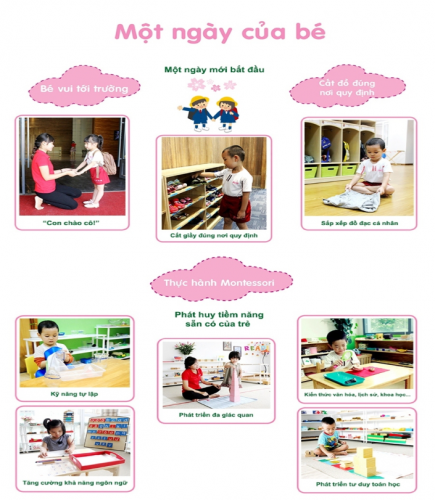 Một ngày của bé
Bé vui tới trường
Một ngày mới bắt đầu
Cất đồ dùng
nơi quy định
"Con chào cô!"
Cất giầy đúng nơi quy định
Sắp xếp đồ đạc cá nhân
Thực hành Montessori
Phát huy tiềm năng
sẵn có của trẻ
Kỹ năng tự lập
Phát triển đa giác quan
Kiến thức văn hóa, lịch sử, khoa học...
Tăng cường khả năng ngôn ngữ
Phát triển tư duy toán học